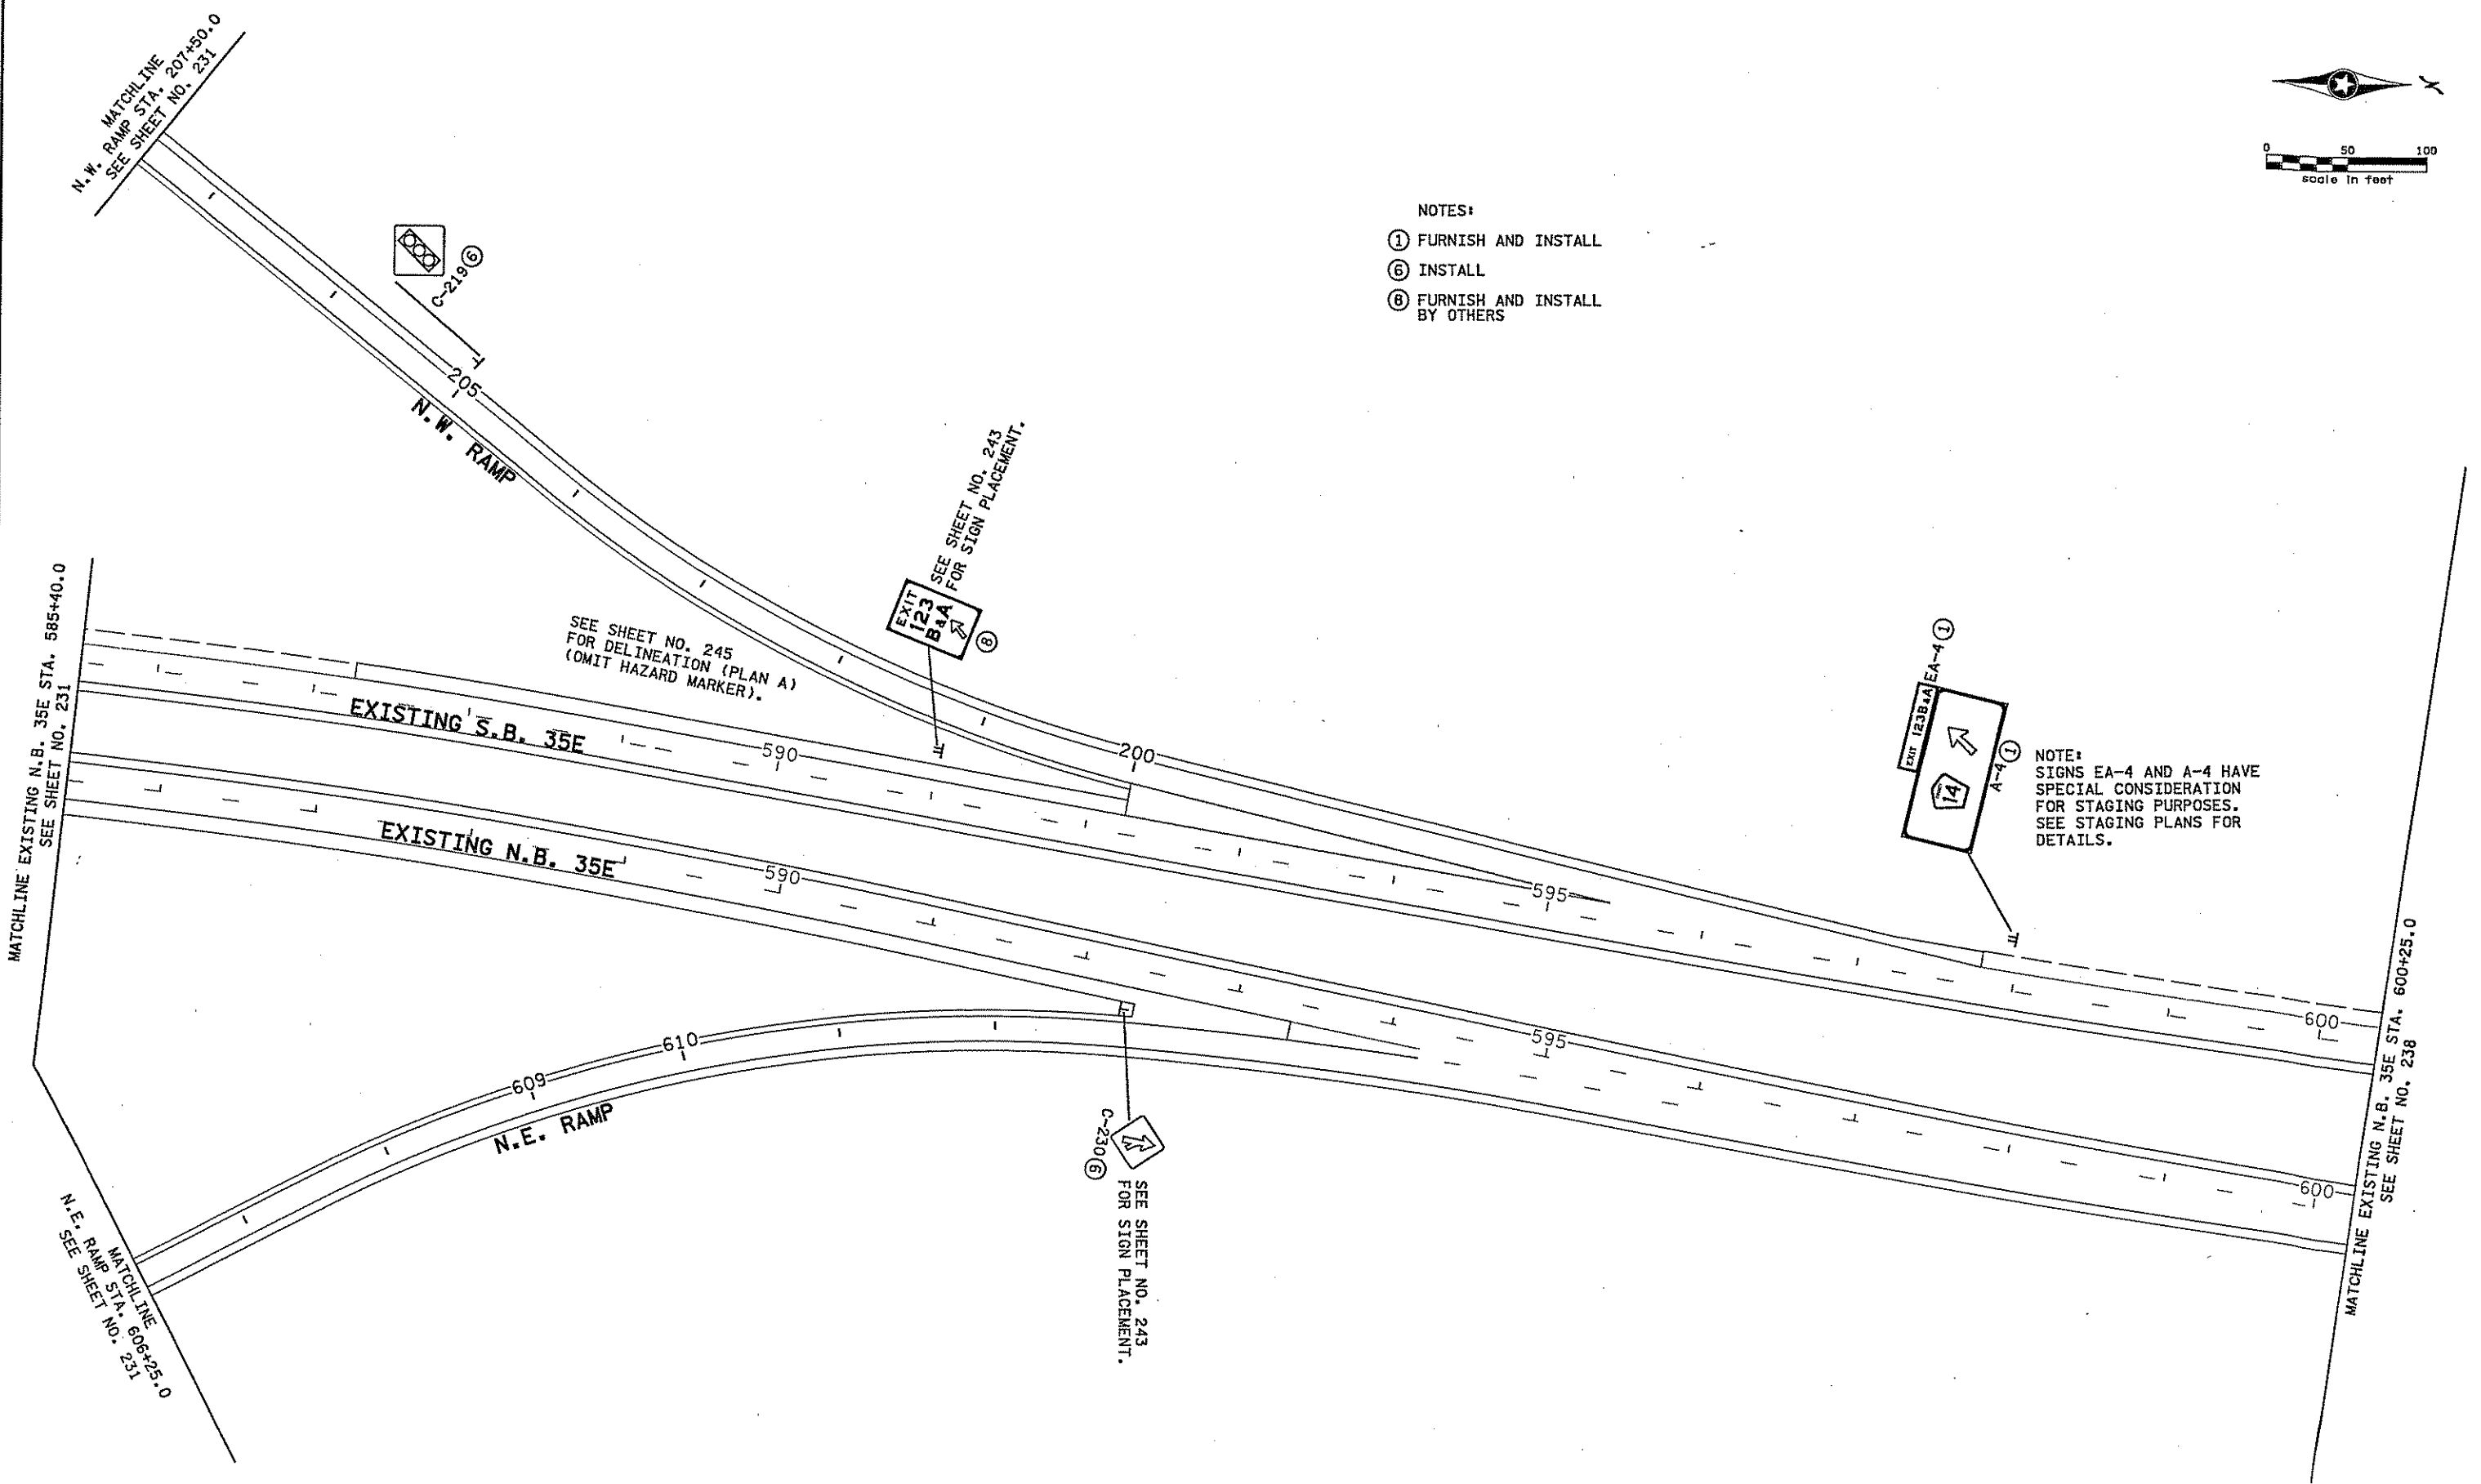 MATCHLINE
N.W. RAMP STA. 207+50.0
SEE SHEET NO. 231
0 50 100
scale in feet
NOTES:
① FURNISH AND INSTALL
⑥ INSTALL
⑧ FURNISH AND INSTALL
BY OTHERS
C-219 ⑥
205
N.W. RAMP
SEE SHEET NO. 243
FOR SIGN PLACEMENT.
EXIT
123
B&A
⑧
SEE SHEET NO. 245
FOR DELINEATION (PLAN A)
(OMIT HAZARD MARKER).
MATCHLINE EXISTING N.B. 35E STA. 585+40.0
SEE SHEET NO. 231
EXISTING S.B. 35E
590
200
595
600
EXIT 123B&A
EA-4 ①
14
A-4 ①
NOTE:
SIGNS EA-4 AND A-4 HAVE
SPECIAL CONSIDERATION
FOR STAGING PURPOSES.
SEE STAGING PLANS FOR
DETAILS.
EXISTING N.B. 35E
590
595
600
MATCHLINE EXISTING N.B. 35E STA. 600+25.0
SEE SHEET NO. 238
609
610
N.E. RAMP
C-230 ⑥
SEE SHEET NO. 243
FOR SIGN PLACEMENT.
MATCHLINE
N.E. RAMP STA. 606+25.0
SEE SHEET NO. 231